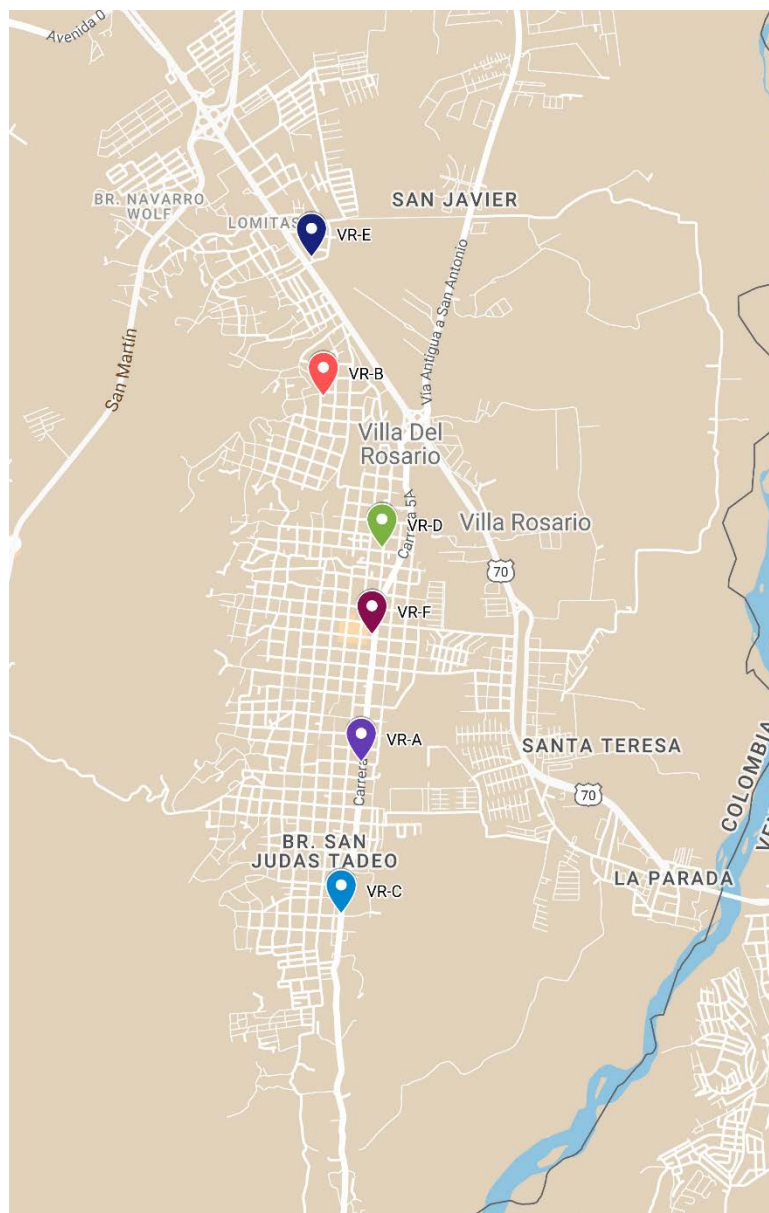 Avenida 0
BR. NAVARRO
WOLF
LOMITAS
SAN JAVIER
VR-E
Vía Antigua a San Antonio
San Martín
VR-B
Villa Del
Rosario
Carrera 5A
VR-D
Villa Rosario
70
VR-F
VR-A
SANTA TERESA
Carrera
70
COLOMBIA
BR. SAN
JUDAS TADEO
LA PARADA
VR-C